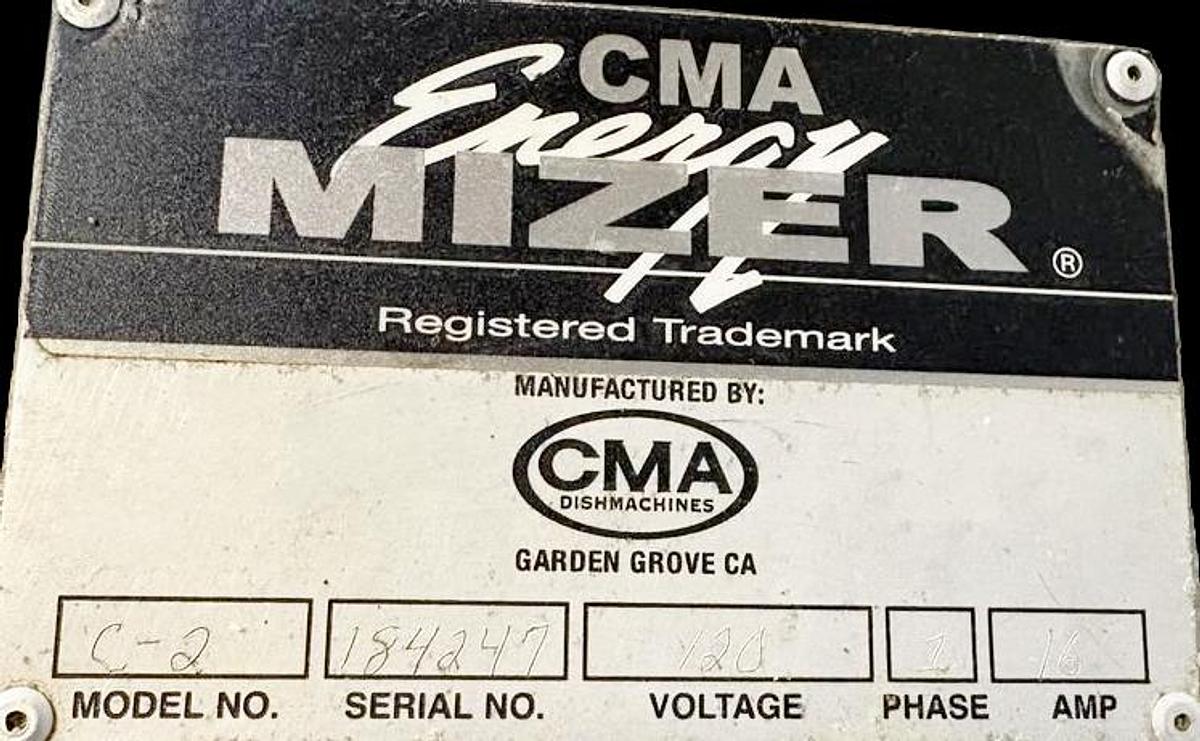 CMA
Energy
MIZER ®
Registered Trademark
MANUFACTURED BY:
CMA
DISHMACHINES
GARDEN GROVE CA
C-2 184247 120 1 16
MODEL NO. SERIAL NO. VOLTAGE PHASE AMP